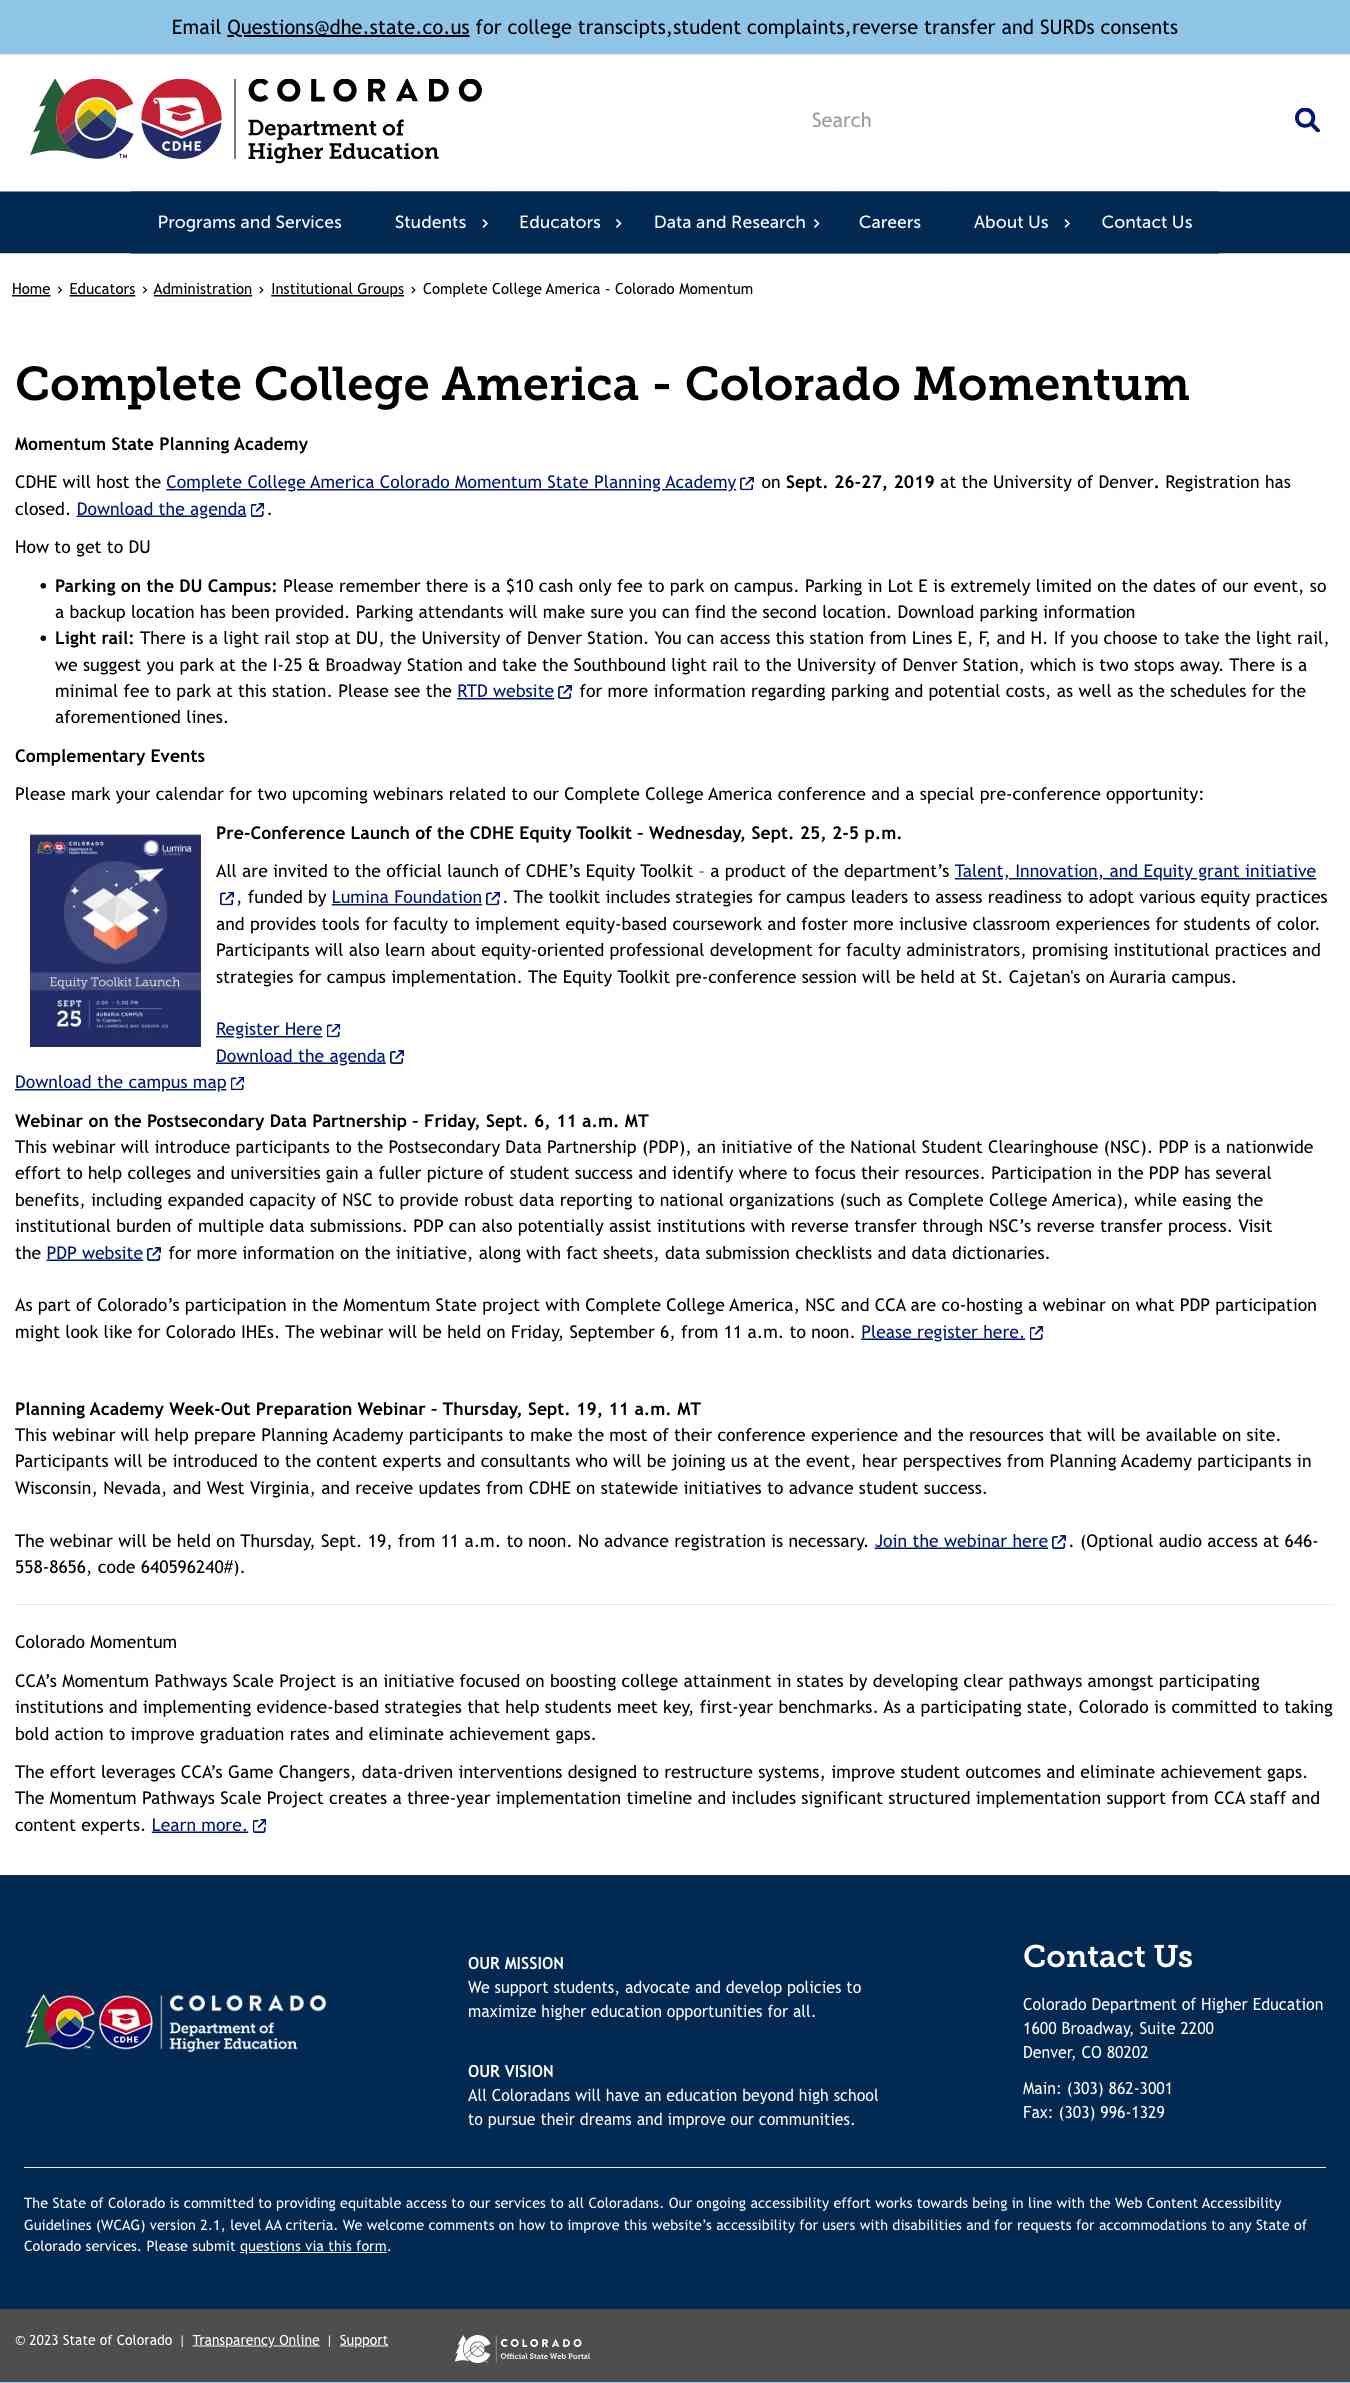 Email Questions@dhe.state.co.us for college transcipts,student complaints,reverse transfer and SURDs consents
COLORADO
Department of
Higher Education
CDHE
TM
Search
Programs and Services Students › Educators › Data and Research › Careers About Us › Contact Us
Home › Educators › Administration › Institutional Groups › Complete College America – Colorado Momentum
Complete College America - Colorado Momentum
Momentum State Planning Academy
CDHE will host the Complete College America Colorado Momentum State Planning Academy on Sept. 26–27, 2019 at the University of Denver. Registration has
closed. Download the agenda.
How to get to DU
• Parking on the DU Campus: Please remember there is a $10 cash only fee to park on campus. Parking in Lot E is extremely limited on the dates of our event, so
a backup location has been provided. Parking attendants will make sure you can find the second location. Download parking information
• Light rail: There is a light rail stop at DU, the University of Denver Station. You can access this station from Lines E, F, and H. If you choose to take the light rail,
we suggest you park at the I-25 & Broadway Station and take the Southbound light rail to the University of Denver Station, which is two stops away. There is a
minimal fee to park at this station. Please see the RTD website for more information regarding parking and potential costs, as well as the schedules for the
aforementioned lines.
Complementary Events
Please mark your calendar for two upcoming webinars related to our Complete College America conference and a special pre-conference opportunity:
COLORADO
Department of
Higher Education
Lumina
Equity Toolkit Launch
SEPT
25
AURARIA CAMPUS
Pre-Conference Launch of the CDHE Equity Toolkit – Wednesday, Sept. 25, 2-5 p.m.
All are invited to the official launch of CDHE’s Equity Toolkit – a product of the department’s Talent, Innovation, and Equity grant initiative
, funded by Lumina Foundation. The toolkit includes strategies for campus leaders to assess readiness to adopt various equity practices
and provides tools for faculty to implement equity-based coursework and foster more inclusive classroom experiences for students of color.
Participants will also learn about equity-oriented professional development for faculty administrators, promising institutional practices and
strategies for campus implementation. The Equity Toolkit pre-conference session will be held at St. Cajetan's on Auraria campus.
Register Here
Download the agenda
Download the campus map
Webinar on the Postsecondary Data Partnership – Friday, Sept. 6, 11 a.m. MT
This webinar will introduce participants to the Postsecondary Data Partnership (PDP), an initiative of the National Student Clearinghouse (NSC). PDP is a nationwide
effort to help colleges and universities gain a fuller picture of student success and identify where to focus their resources. Participation in the PDP has several
benefits, including expanded capacity of NSC to provide robust data reporting to national organizations (such as Complete College America), while easing the
institutional burden of multiple data submissions. PDP can also potentially assist institutions with reverse transfer through NSC’s reverse transfer process. Visit
the PDP website for more information on the initiative, along with fact sheets, data submission checklists and data dictionaries.
As part of Colorado’s participation in the Momentum State project with Complete College America, NSC and CCA are co-hosting a webinar on what PDP participation
might look like for Colorado IHEs. The webinar will be held on Friday, September 6, from 11 a.m. to noon. Please register here.
Planning Academy Week-Out Preparation Webinar – Thursday, Sept. 19, 11 a.m. MT
This webinar will help prepare Planning Academy participants to make the most of their conference experience and the resources that will be available on site.
Participants will be introduced to the content experts and consultants who will be joining us at the event, hear perspectives from Planning Academy participants in
Wisconsin, Nevada, and West Virginia, and receive updates from CDHE on statewide initiatives to advance student success.
The webinar will be held on Thursday, Sept. 19, from 11 a.m. to noon. No advance registration is necessary. Join the webinar here. (Optional audio access at 646-
558-8656, code 640596240#).
Colorado Momentum
CCA’s Momentum Pathways Scale Project is an initiative focused on boosting college attainment in states by developing clear pathways amongst participating
institutions and implementing evidence-based strategies that help students meet key, first-year benchmarks. As a participating state, Colorado is committed to taking
bold action to improve graduation rates and eliminate achievement gaps.
The effort leverages CCA’s Game Changers, data-driven interventions designed to restructure systems, improve student outcomes and eliminate achievement gaps.
The Momentum Pathways Scale Project creates a three-year implementation timeline and includes significant structured implementation support from CCA staff and
content experts. Learn more.
COLORADO
Department of
Higher Education
CDHE
OUR MISSION
We support students, advocate and develop policies to
maximize higher education opportunities for all.
OUR VISION
All Coloradans will have an education beyond high school
to pursue their dreams and improve our communities.
Contact Us
Colorado Department of Higher Education
1600 Broadway, Suite 2200
Denver, CO 80202
Main: (303) 862-3001
Fax: (303) 996-1329
The State of Colorado is committed to providing equitable access to our services to all Coloradans. Our ongoing accessibility effort works towards being in line with the Web Content Accessibility
Guidelines (WCAG) version 2.1, level AA criteria. We welcome comments on how to improve this website’s accessibility for users with disabilities and for requests for accommodations to any State of
Colorado services. Please submit questions via this form.
© 2023 State of Colorado | Transparency Online | Support
COLORADO
Official State Web Portal